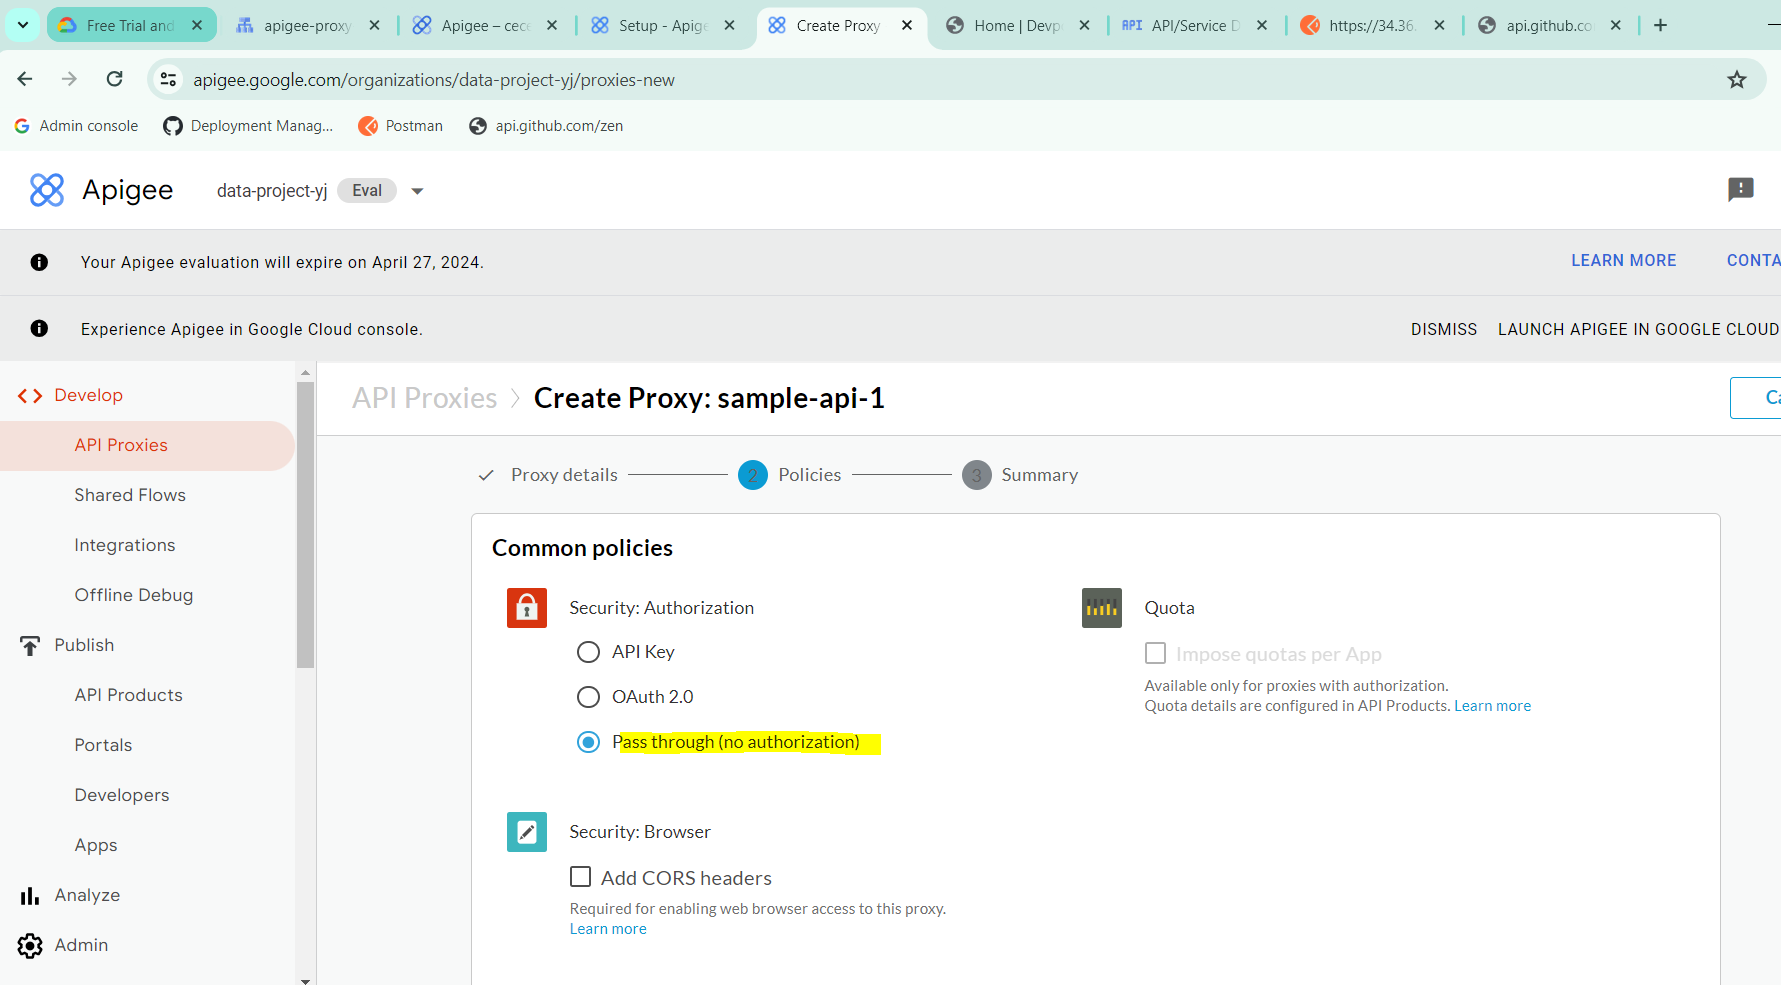 Free Trial and
apigee-proxy
Apigee – cece
Setup - Apige
Create Proxy
Home | Devp
API API/Service D
https://34.36.
api.github.co
apigee.google.com/organizations/data-project-yj/proxies-new
Admin console
Deployment Manag...
Postman
api.github.com/zen
Apigee
data-project-yj
Eval
Your Apigee evaluation will expire on April 27, 2024.
LEARN MORE
CONTA
Experience Apigee in Google Cloud console.
DISMISS
LAUNCH APIGEE IN GOOGLE CLOUD
Develop
API Proxies
Shared Flows
Integrations
Offline Debug
Publish
API Products
Portals
Developers
Apps
Analyze
Admin
API Proxies
Create Proxy: sample-api-1
Ca
Proxy details
2 Policies
3 Summary
Common policies
Security: Authorization
API Key
OAuth 2.0
Pass through (no authorization)
Quota
Impose quotas per App
Available only for proxies with authorization.
Quota details are configured in API Products. Learn more
Security: Browser
Add CORS headers
Required for enabling web browser access to this proxy.
Learn more